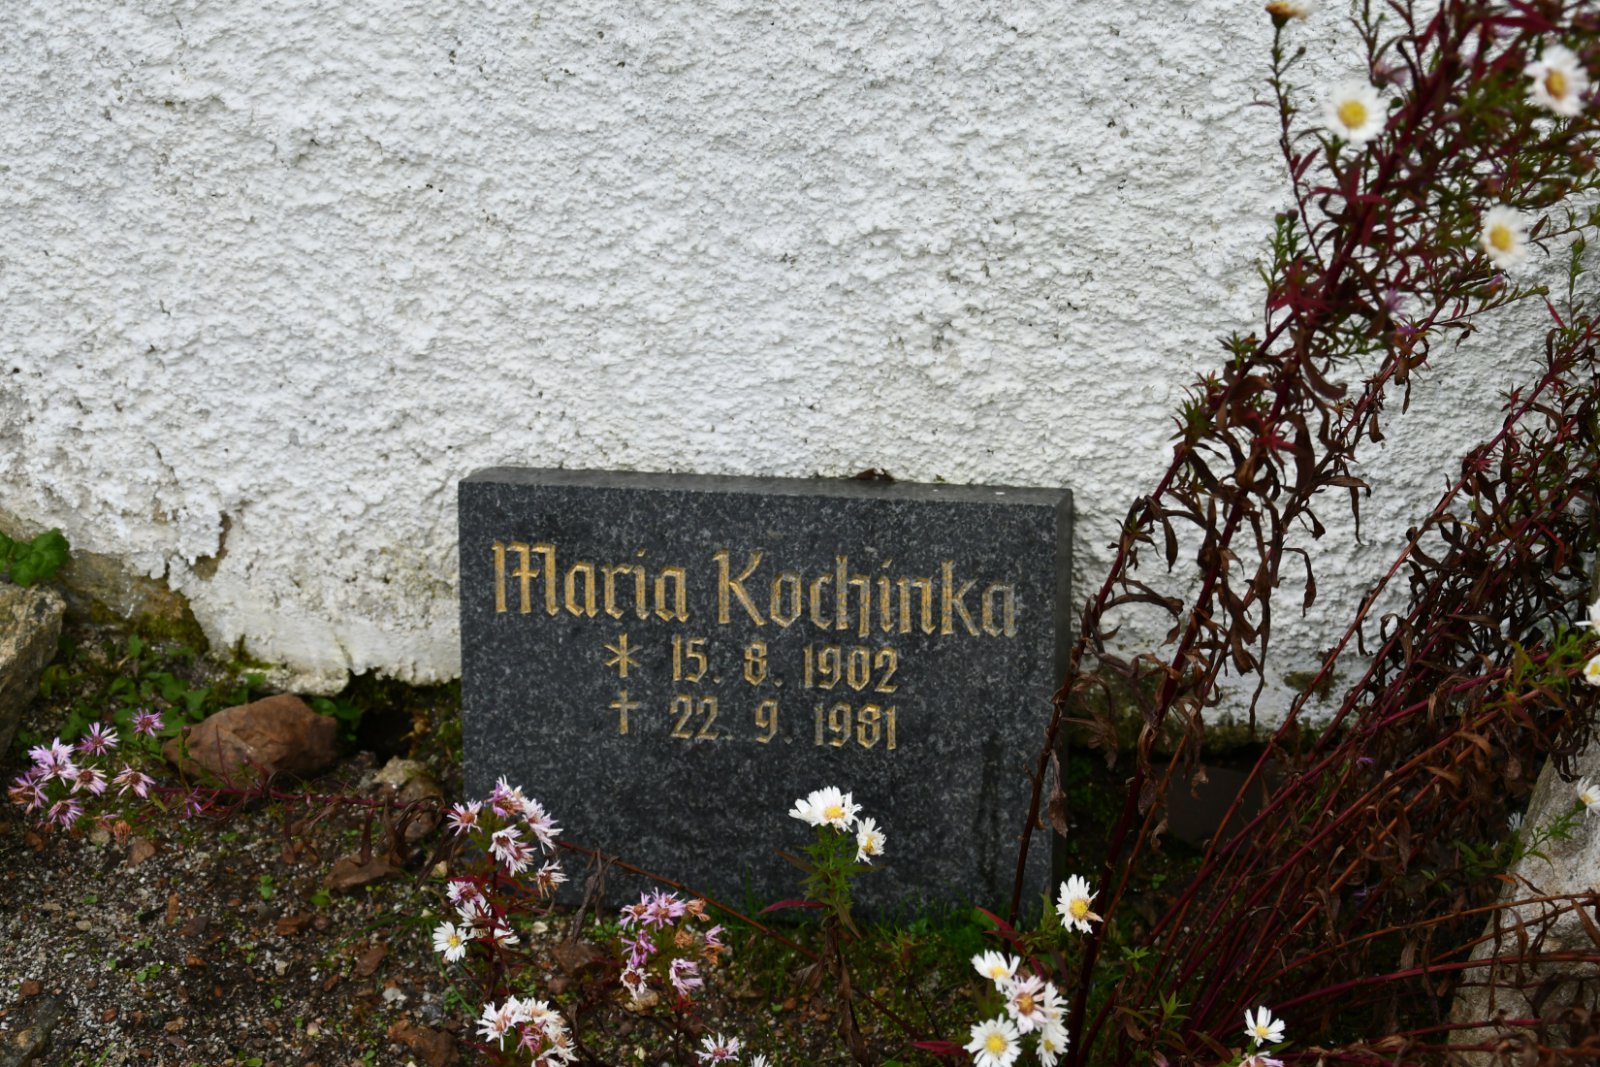 Maria Kochinka
* 15. 8. 1902
† 22. 9. 1981